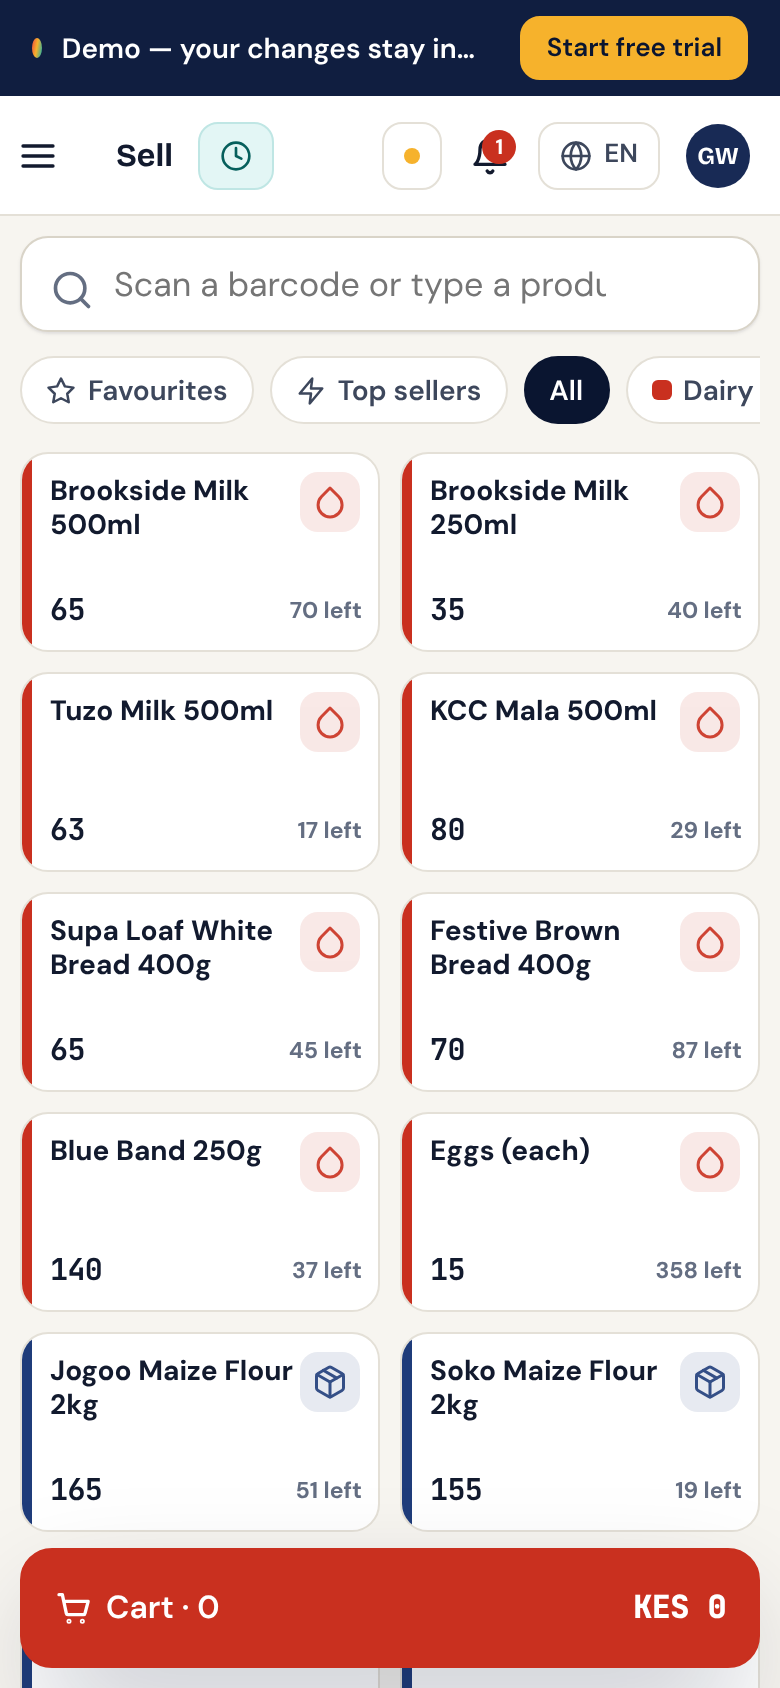 Demo — your changes stay in...
Start free trial
Sell
1
EN
GW
Scan a barcode or type a produ
Favourites
Top sellers
All
Dairy
Brookside Milk
500ml
65
70 left
Brookside Milk
250ml
35
40 left
Tuzo Milk 500ml
63
17 left
KCC Mala 500ml
80
29 left
Supa Loaf White
Bread 400g
65
45 left
Festive Brown
Bread 400g
70
87 left
Blue Band 250g
140
37 left
Eggs (each)
15
358 left
Jogoo Maize Flour
2kg
165
51 left
Soko Maize Flour
2kg
155
19 left
Cart · 0
KES 0